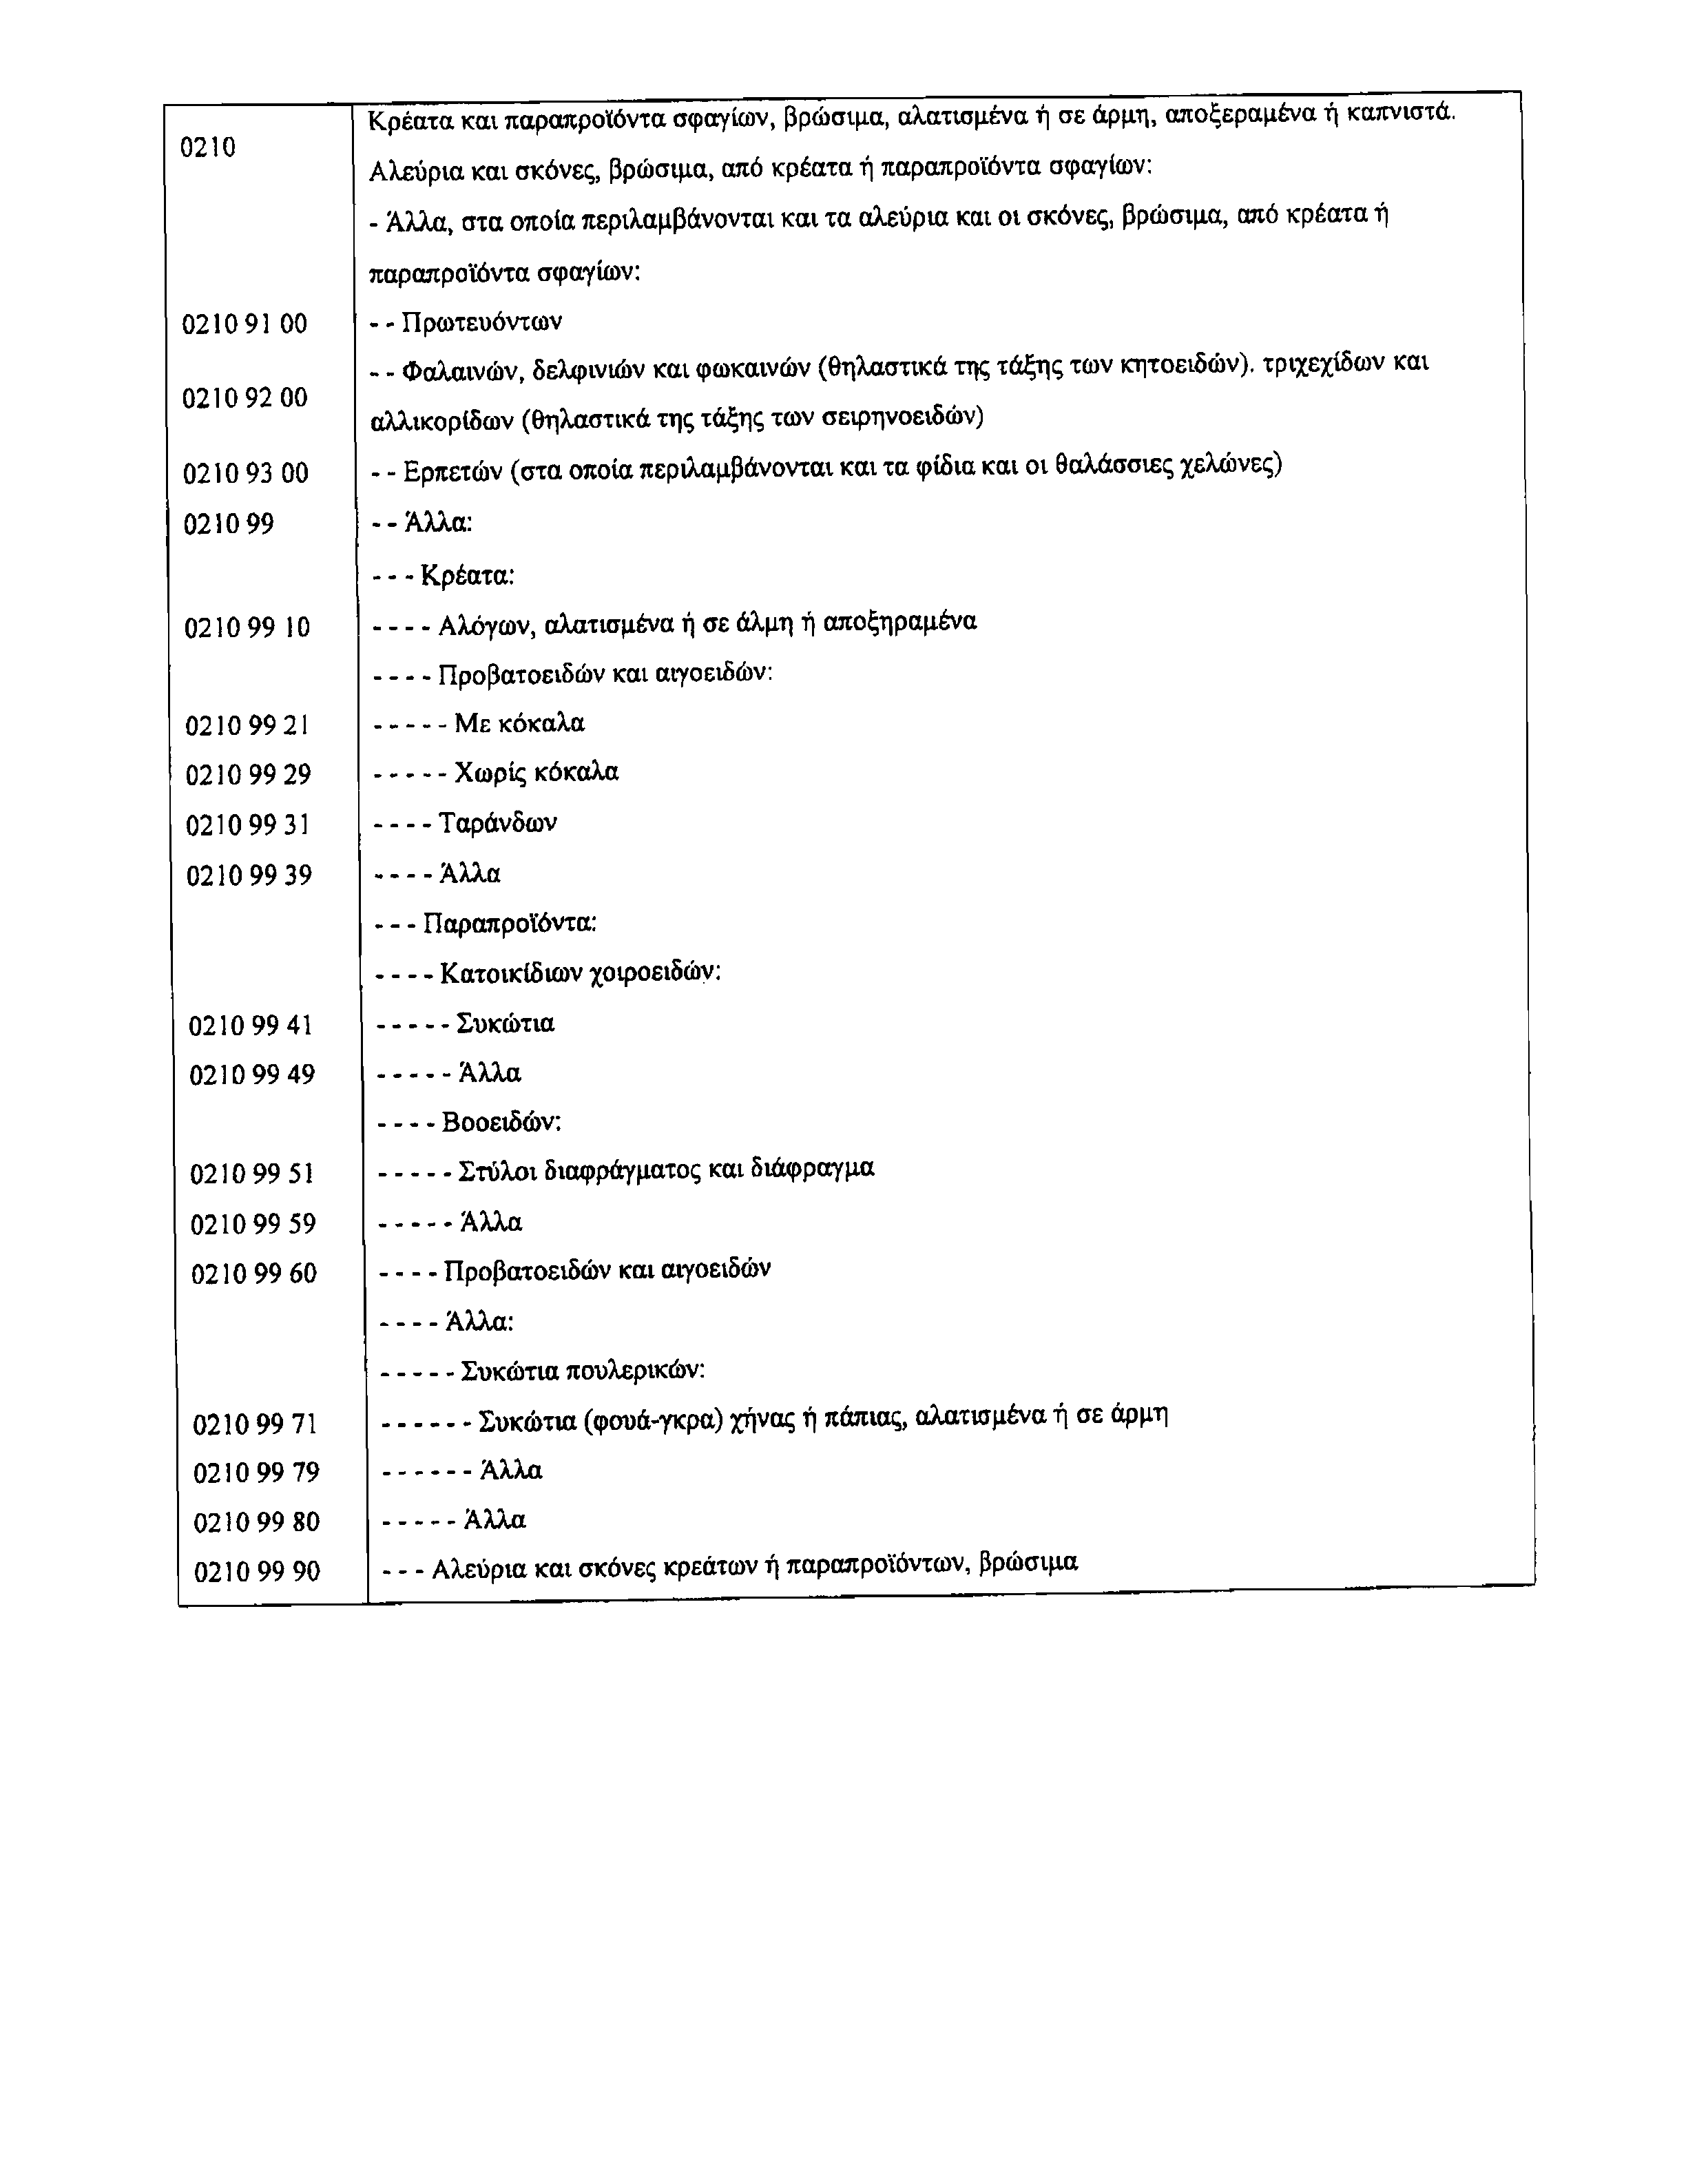 Κρέατα και παραπροϊόντα σφαγίων, βρώσιμα, αλατισμένα ή σε άρμη, αποξεραμένα ή καπνιστά.
0210
Αλεύρια και σκόνες, βρώσιμα, από κρέατα ή παραπροϊόντα σφαγίων:
- Άλλα, στα οποία περιλαμβάνονται και τα αλεύρια και οι σκόνες, βρώσιμα, από κρέατα ή
παραπροϊόντα σφαγίων:
0210 91 00 - - Πρωτευόντων
- - Φαλαινών, δελφινιών και φωκαινών (θηλαστικά της τάξης των κητοειδών). τριχεχίδων και
0210 92 00
αλλικορίδων (θηλαστικά της τάξης των σειρηνοειδών)
0210 93 00 - - Ερπετών (στα οποία περιλαμβάνονται και τα φίδια και οι θαλάσσιες χελώνες)
0210 99 - - Άλλα:
- - - Κρέατα:
0210 99 10 - - - - Αλόγων, αλατισμένα ή σε άλμη ή αποξηραμένα
- - - - Προβατοειδών και αιγοειδών:
0210 99 21 - - - - - Με κόκαλα
0210 99 29 - - - - - Χωρίς κόκαλα
0210 99 31 - - - - Ταράνδων
0210 99 39 - - - - Άλλα
- - - Παραπροϊόντα:
- - - - Κατοικίδιων χοιροειδών:
0210 99 41 - - - - - Συκώτια
0210 99 49 - - - - - Άλλα
- - - - Βοοειδών:
0210 99 51 - - - - - Στύλοι διαφράγματος και διάφραγμα
0210 99 59 - - - - - Άλλα
0210 99 60 - - - - Προβατοειδών και αιγοειδών
- - - - Άλλα:
- - - - - Συκώτια πουλερικών:
0210 99 71 - - - - - - Συκώτια (φουά-γκρα) χήνας ή πάπιας, αλατισμένα ή σε άρμη
0210 99 79 - - - - - - Άλλα
0210 99 80 - - - - - Άλλα
0210 99 90 - - - Αλεύρια και σκόνες κρεάτων ή παραπροϊόντων, βρώσιμα